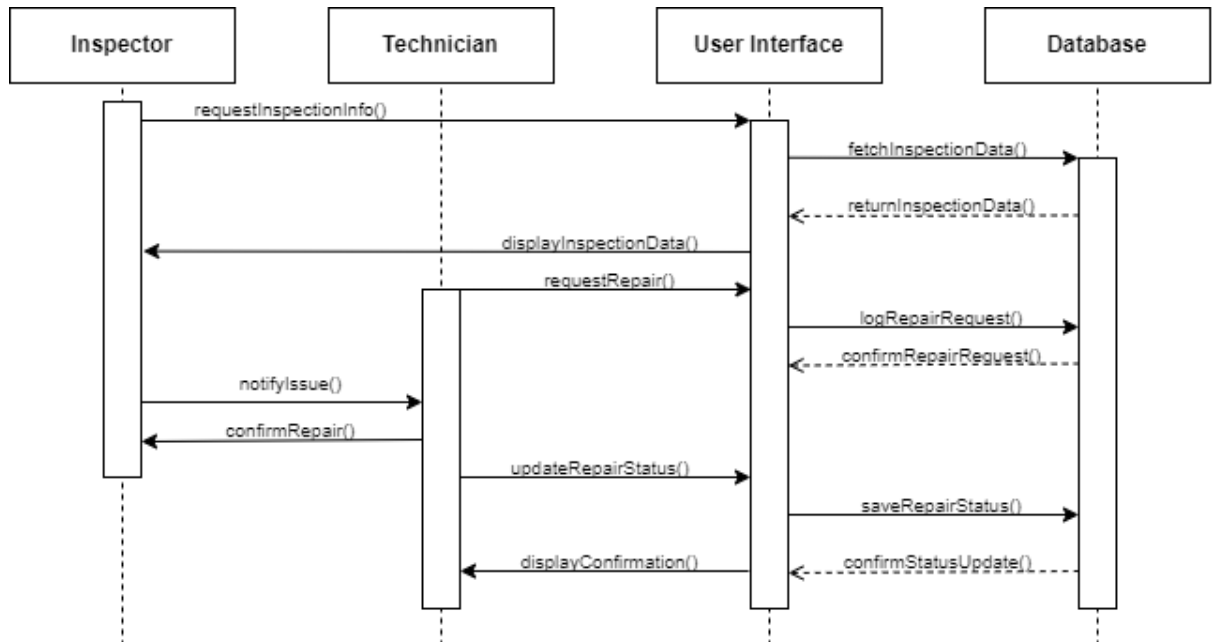 Inspector
Technician
User Interface
Database
requestInspectionInfo()
fetchInspectionData()
returnInspectionData()
displayInspectionData()
requestRepair()
logRepairRequest()
confirmRepairRequest()
notifyIssue()
confirmRepair()
updateRepairStatus()
saveRepairStatus()
displayConfirmation()
confirmStatusUpdate()